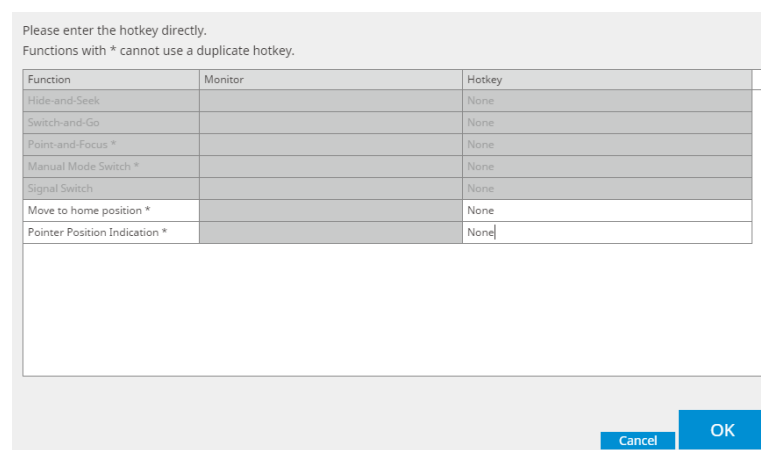 Please enter the hotkey directly.
Functions with * cannot use a duplicate hotkey.
Function Monitor Hotkey
Hide-and-Seek None
Switch-and-Go None
Point-and-Focus * None
Manual Mode Switch * None
Signal Switch None
Move to home position * None
Pointer Position Indication * None
Cancel OK